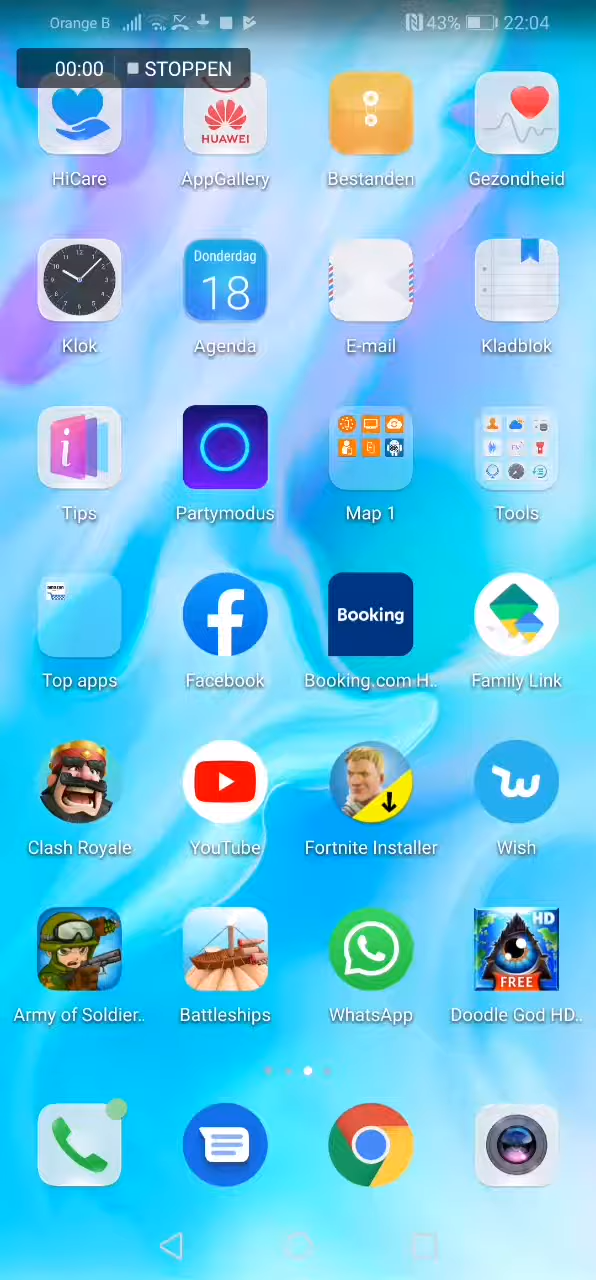 Orange B 43% 22:04
00:00 STOPPEN
HUAWEI
HiCare AppGallery Bestanden Gezondheid
Donderdag
18
Klok Agenda E-mail Kladblok
Tips Partymodus Map 1 Tools
Booking
Top apps Facebook Booking.com H.. Family Link
Clash Royale YouTube Fortnite Installer Wish
HD
FREE
Army of Soldier.. Battleships WhatsApp Doodle God HD..